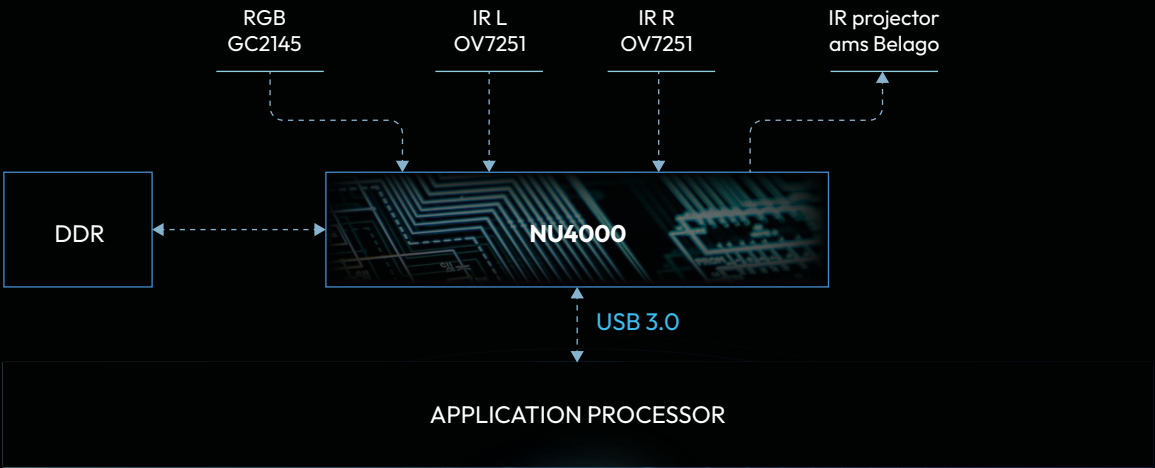 RGB
GC2145
IR L
OV7251
IR R
OV7251
IR projector
ams Belago
DDR
NU4000
USB 3.0
APPLICATION PROCESSOR